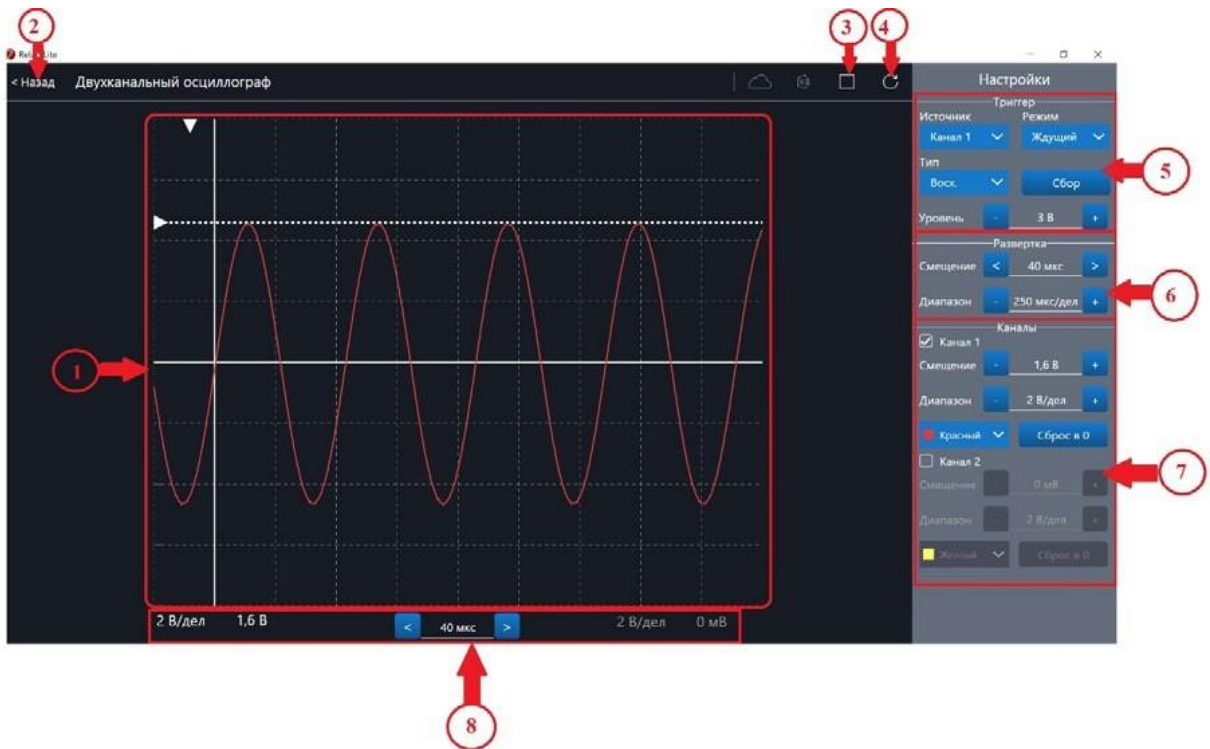 2
3
4
Relab Lite
< Назад
Двухканальный осциллограф
Настройки
Триггер
Источник
Режим
Канал 1
Ждущий
Тип
Восх.
Сбор
5
Уровень
-
3 В
+
Развертка
Смещение
<
40 мкс
>
6
Диапазон
-
250 мкс/дел
+
Каналы
Канал 1
1
Смещение
-
1,6 В
+
Диапазон
-
2 В/дел
+
Красный
Сброс в 0
Канал 2
7
Смещение
-
0 мВ
+
Диапазон
-
2 В/дел
+
Желтый
Сброс в 0
2 В/дел
1,6 В
<
40 мкс
>
2 В/дел
0 мВ
8